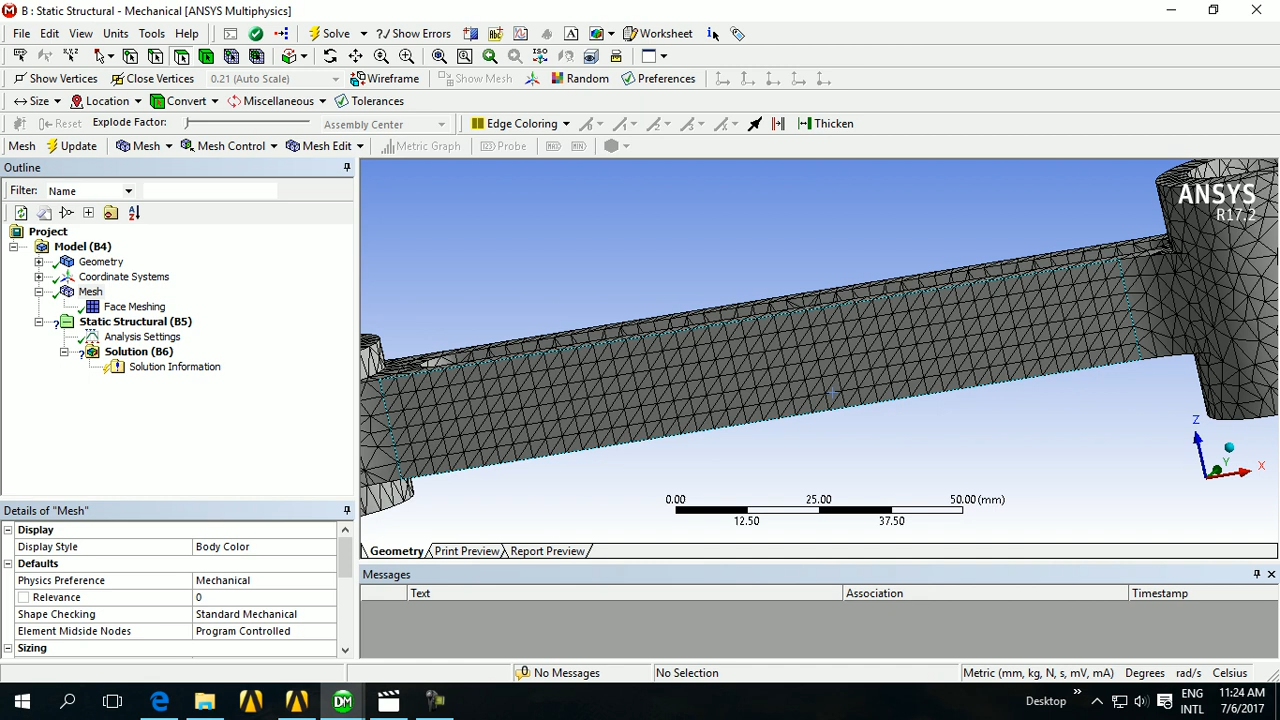 B : Static Structural - Mechanical [ANSYS Multiphysics]
File Edit View Units Tools Help Solve ?/ Show Errors Worksheet
Show Vertices Close Vertices 0.21 (Auto Scale) Wireframe Show Mesh Random Preferences
Size Location Convert Miscellaneous Tolerances
Reset Explode Factor: Assembly Center Edge Coloring Thicken
Mesh Update Mesh Mesh Control Mesh Edit Metric Graph Probe
Outline
Filter: Name
Project
Model (B4)
Geometry
Coordinate Systems
Mesh
Face Meshing
Static Structural (B5)
Analysis Settings
Solution (B6)
Solution Information
Details of "Mesh"
Display
Display Style Body Color
Defaults
Physics Preference Mechanical
Relevance 0
Shape Checking Standard Mechanical
Element Midside Nodes Program Controlled
Sizing
ANSYS
R17.2
Z
Y
X
0.00 25.00 50.00 (mm)
12.50 37.50
Geometry Print Preview Report Preview
Messages
Text Association Timestamp
0 No Messages No Selection Metric (mm, kg, N, s, mV, mA) Degrees rad/s Celsius
DM Desktop ENG INTL 11:24 AM 7/6/2017